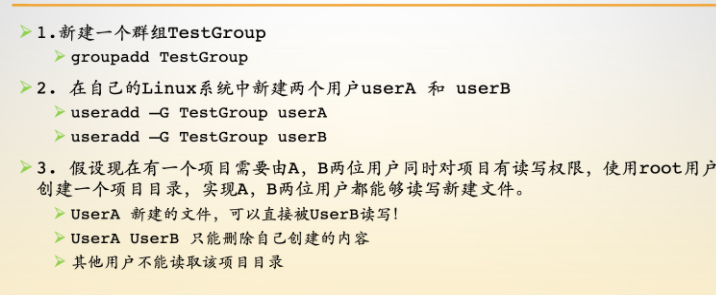 1.新建一个群组TestGroup
groupadd TestGroup
2. 在自己的Linux系统中新建两个用户userA 和 userB
useradd –G TestGroup userA
useradd –G TestGroup userB
3. 假设现在有一个项目需要由A，B两位用户同时对项目有读写权限，使用root用户
创建一个项目目录，实现A，B两位用户都能够读写新建文件。
UserA 新建的文件，可以直接被UserB读写！
UserA UserB 只能删除自己创建的内容
其他用户不能读取该项目目录